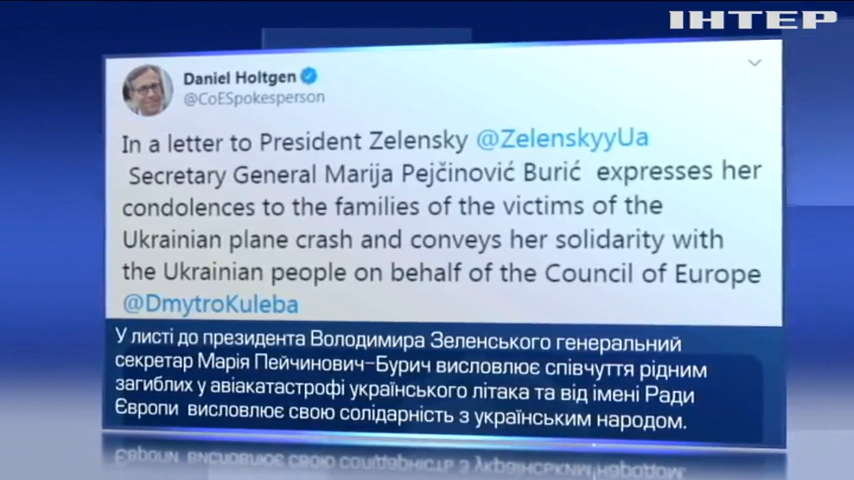 ІНТЕР
Daniel Holtgen
@CoESpokesperson
In a letter to President Zelensky @ZelenskyyUa
Secretary General Marija Pejčinović Burić expresses her
condolences to the families of the victims of the
Ukrainian plane crash and conveys her solidarity with
the Ukrainian people on behalf of the Council of Europe
@DmytroKuleba
У листі до президента Володимира Зеленського генеральний
секретар Марія Пейчинович-Бурич висловлює співчуття рідним
загиблих у авіакатастрофі українського літака та від імені Ради
Європи висловлює свою солідарність з українським народом.